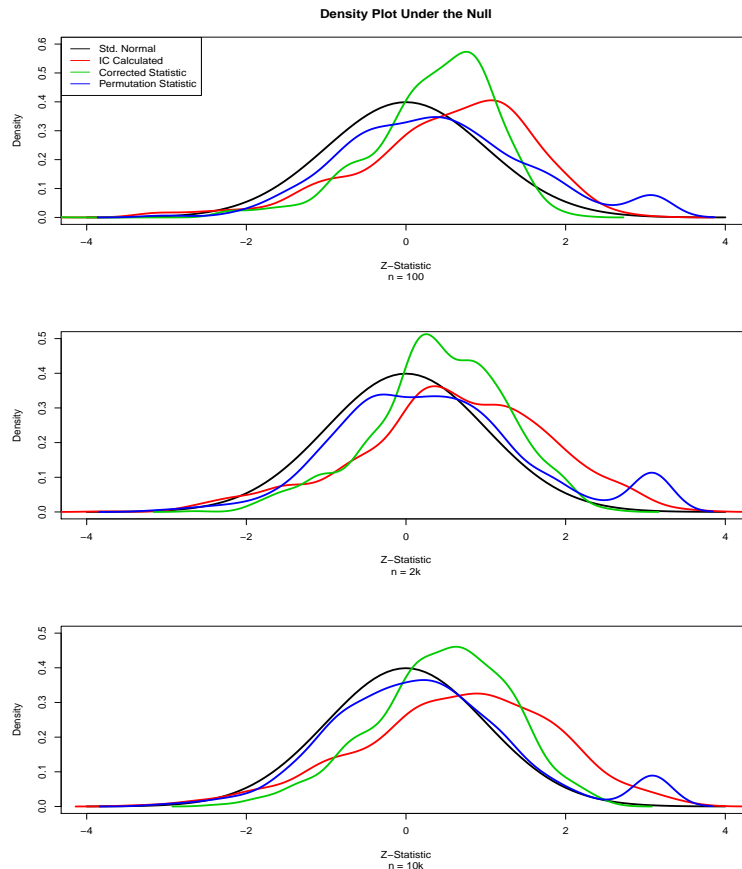 Density Plot Under the Null
Std. Normal
IC Calculated
Corrected Statistic
Permutation Statistic
Density
0.0 0.1 0.2 0.3 0.4 0.5 0.6
−4 −2 0 2 4
Z−Statistic
n = 100
Density
0.0 0.1 0.2 0.3 0.4 0.5
−4 −2 0 2 4
Z−Statistic
n = 2k
Density
0.0 0.1 0.2 0.3 0.4 0.5
−4 −2 0 2 4
Z−Statistic
n = 10k